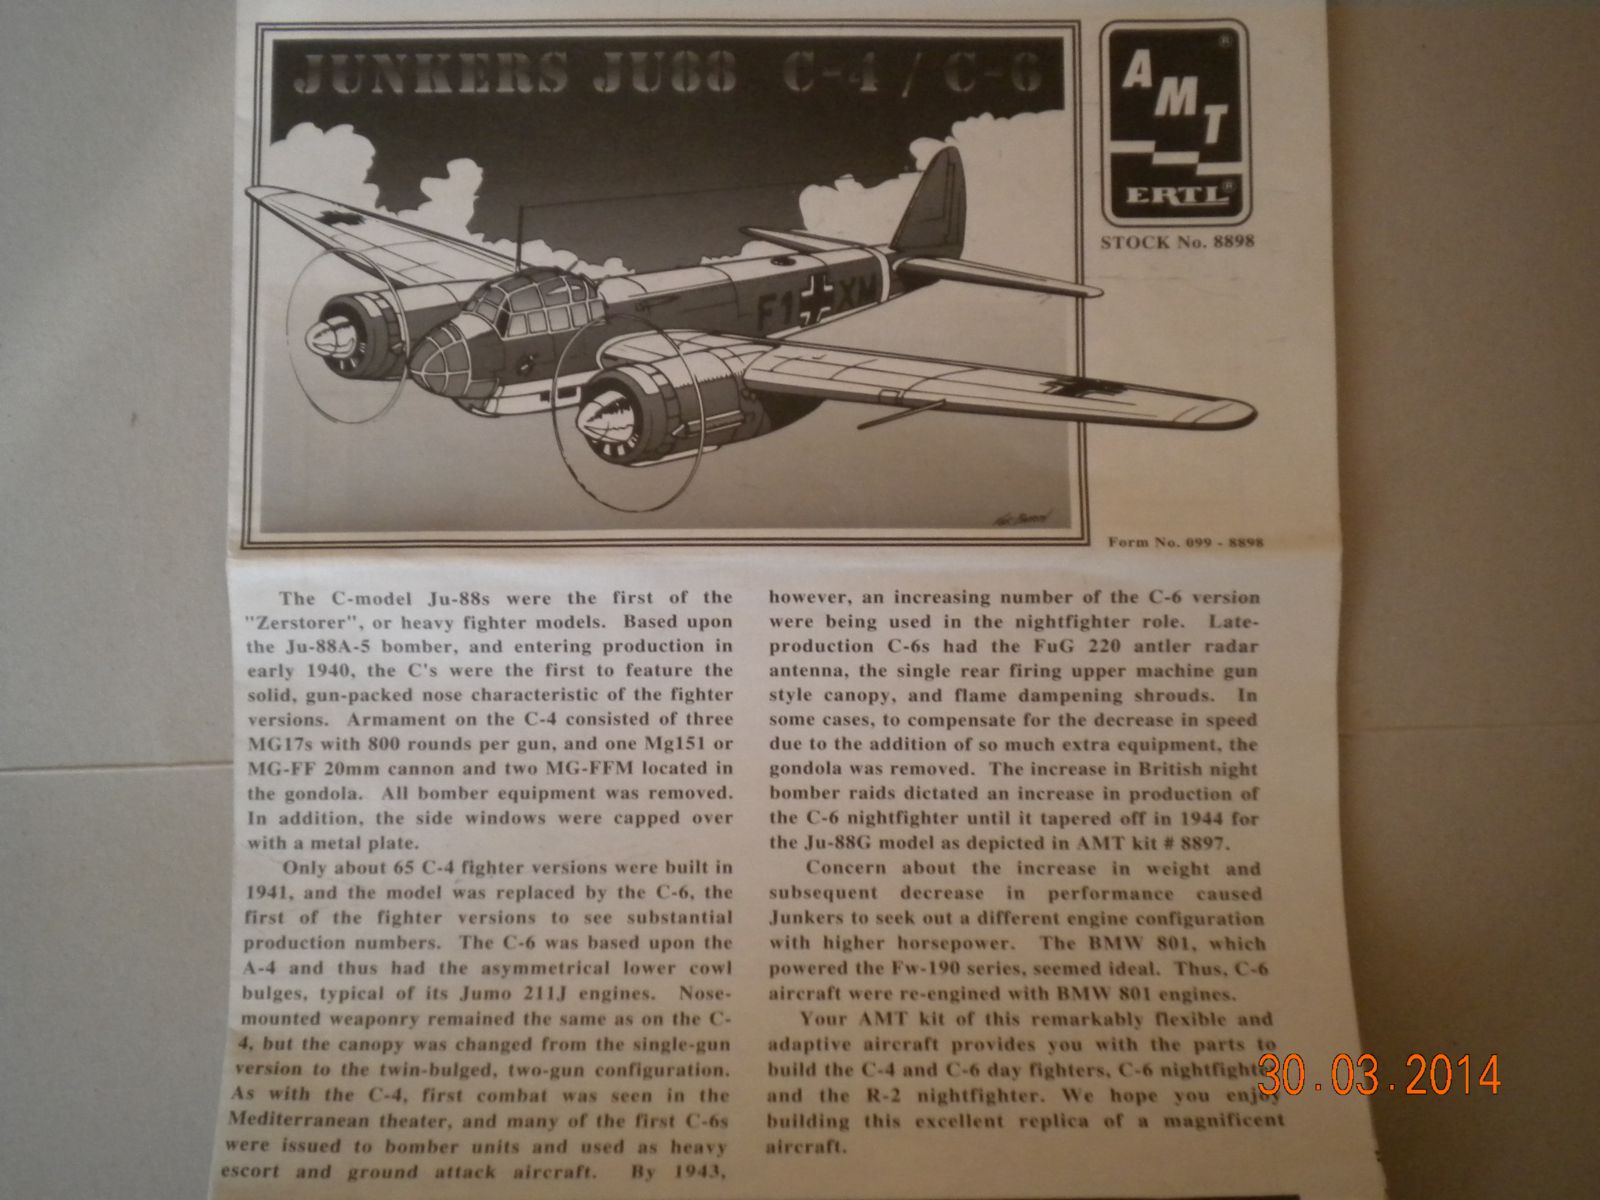 JUNKERS JU88 C-4 / C-6
AMT
ERTL
STOCK No. 8898
F1 XM
Form No. 099 - 8898
The C-model Ju-88s were the first of the
"Zerstorer", or heavy fighter models. Based upon
the Ju-88A-5 bomber, and entering production in
early 1940, the C's were the first to feature the
solid, gun-packed nose characteristic of the fighter
versions. Armament on the C-4 consisted of three
MG17s with 800 rounds per gun, and one Mg151 or
MG-FF 20mm cannon and two MG-FFM located in
the gondola. All bomber equipment was removed.
In addition, the side windows were capped over
with a metal plate.
Only about 65 C-4 fighter versions were built in
1941, and the model was replaced by the C-6, the
first of the fighter versions to see substantial
production numbers. The C-6 was based upon the
A-4 and thus had the asymmetrical lower cowl
bulges, typical of its Jumo 211J engines. Nose-
mounted weaponry remained the same as on the C-
4, but the canopy was changed from the single-gun
version to the twin-bulged, two-gun configuration.
As with the C-4, first combat was seen in the
Mediterranean theater, and many of the first C-6s
were issued to bomber units and used as heavy
escort and ground attack aircraft. By 1943,
however, an increasing number of the C-6 version
were being used in the nightfighter role. Late-
production C-6s had the FuG 220 antler radar
antenna, the single rear firing upper machine gun
style canopy, and flame dampening shrouds. In
some cases, to compensate for the decrease in speed
due to the addition of so much extra equipment, the
gondola was removed. The increase in British night
bomber raids dictated an increase in production of
the C-6 nightfighter until it tapered off in 1944 for
the Ju-88G model as depicted in AMT kit # 8897.
Concern about the increase in weight and
subsequent decrease in performance caused
Junkers to seek out a different engine configuration
with higher horsepower. The BMW 801, which
powered the Fw-190 series, seemed ideal. Thus, C-6
aircraft were re-engined with BMW 801 engines.
Your AMT kit of this remarkably flexible and
adaptive aircraft provides you with the parts to
build the C-4 and C-6 day fighters, C-6 nightfighter
and the R-2 nightfighter. We hope you enjoy
building this excellent replica of a magnificent
aircraft.
30.03.2014